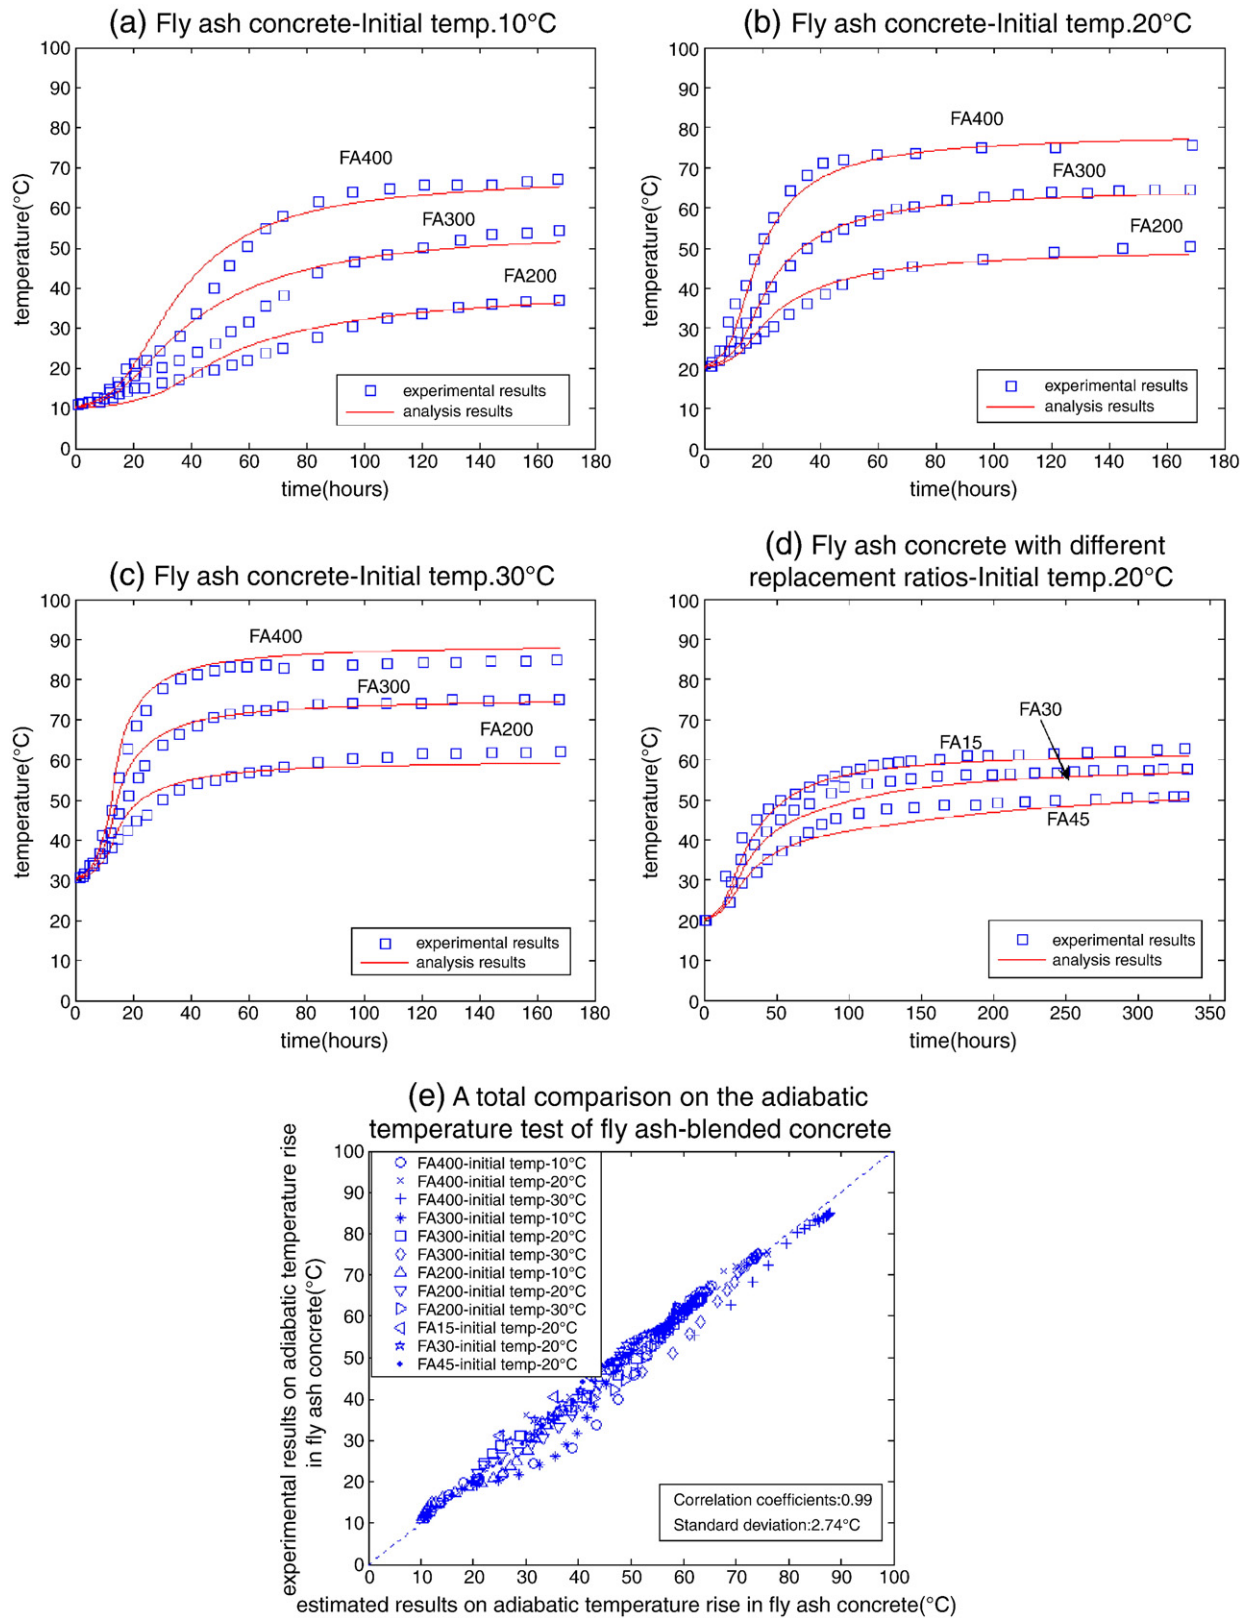 (a) Fly ash concrete-Initial temp.10°C
100
90
80
70
60
50
40
30
20
10
0
temperature(°C)
FA400
FA300
FA200
experimental results
analysis results
0 20 40 60 80 100 120 140 160 180
time(hours)
(b) Fly ash concrete-Initial temp.20°C
100
90
80
70
60
50
40
30
20
10
0
temperature(°C)
FA400
FA300
FA200
experimental results
analysis results
0 20 40 60 80 100 120 140 160 180
time(hours)
(c) Fly ash concrete-Initial temp.30°C
100
90
80
70
60
50
40
30
20
10
0
temperature(°C)
FA400
FA300
FA200
experimental results
analysis results
0 20 40 60 80 100 120 140 160 180
time(hours)
(d) Fly ash concrete with different
replacement ratios-Initial temp.20°C
100
90
80
70
60
50
40
30
20
10
0
temperature(°C)
FA30
FA15
FA45
experimental results
analysis results
0 50 100 150 200 250 300 350
time(hours)
(e) A total comparison on the adiabatic
temperature test of fly ash-blended concrete
experimental results on adiabatic temperature rise
in fly ash concrete(°C)
100
90
80
70
60
50
40
30
20
10
0
FA400-initial temp-10°C
FA400-initial temp-20°C
FA400-initial temp-30°C
FA300-initial temp-10°C
FA300-initial temp-20°C
FA300-initial temp-30°C
FA200-initial temp-10°C
FA200-initial temp-20°C
FA200-initial temp-30°C
FA15-initial temp-20°C
FA30-initial temp-20°C
FA45-initial temp-20°C
Correlation coefficients:0.99
Standard deviation:2.74°C
0 10 20 30 40 50 60 70 80 90 100
estimated results on adiabatic temperature rise in fly ash concrete(°C)